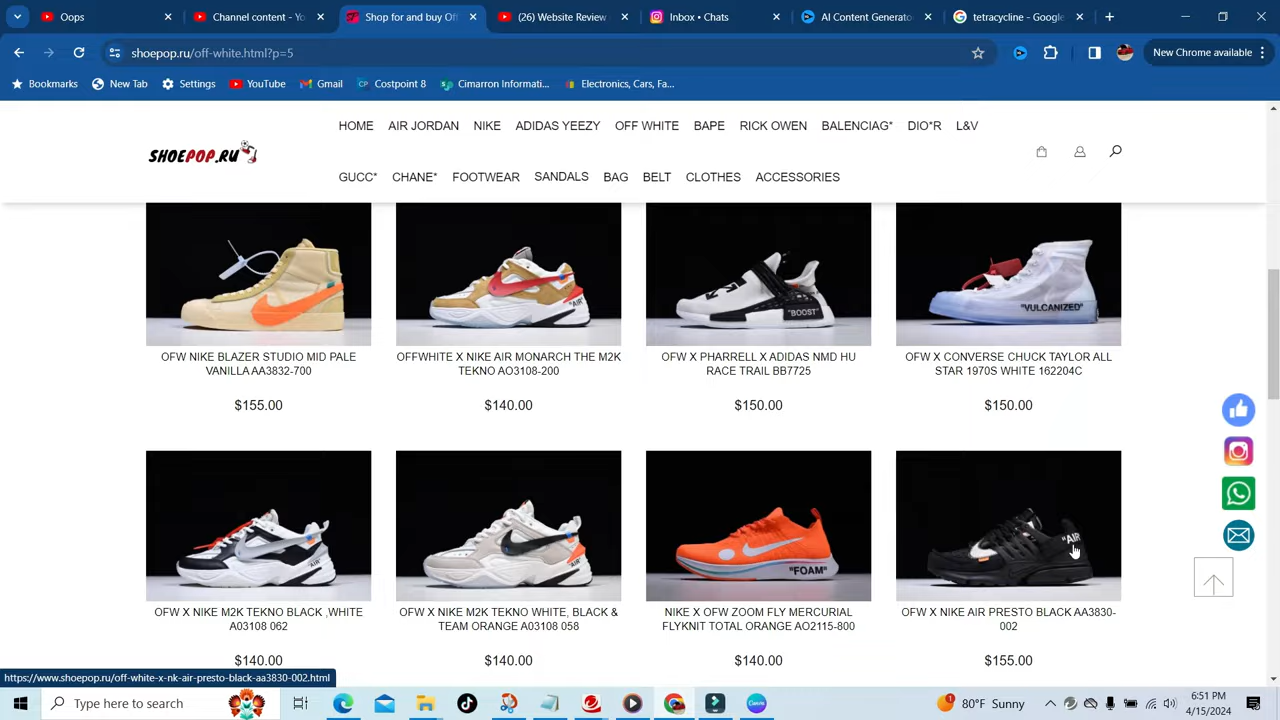 Oops
Channel content - Yo
Shop for and buy Off
(26) Website Review
Inbox • Chats
AI Content Generato
tetracycline - Google
shoepop.ru/off-white.html?p=5
New Chrome available
Bookmarks
New Tab
Settings
YouTube
Gmail
Costpoint 8
Cimarron Informatio...
Electronics, Cars, Fa...
SHOEPOP.RU
HOME AIR JORDAN NIKE ADIDAS YEEZY OFF WHITE BAPE RICK OWEN BALENCIAG* DIO*R L&V
GUCC* CHANE* FOOTWEAR SANDALS BAG BELT CLOTHES ACCESSORIES
"AIR"
"BOOST"
"VULCANIZED"
OFW NIKE BLAZER STUDIO MID PALE
VANILLA AA3832-700
$155.00
OFFWHITE X NIKE AIR MONARCH THE M2K
TEKNO AO3108-200
$140.00
OFW X PHARRELL X ADIDAS NMD HU
RACE TRAIL BB7725
$150.00
OFW X CONVERSE CHUCK TAYLOR ALL
STAR 1970S WHITE 162204C
$150.00
"AIR"
"AIR"
"FOAM"
"AIR
OFW X NIKE M2K TEKNO BLACK ,WHITE
A03108 062
$140.00
OFW X NIKE M2K TEKNO WHITE, BLACK &
TEAM ORANGE A03108 058
$140.00
NIKE X OFW ZOOM FLY MERCURIAL
FLYKNIT TOTAL ORANGE AO2115-800
$140.00
OFW X NIKE AIR PRESTO BLACK AA3830-
002
$155.00
https://www.shoepop.ru/off-white-x-nk-air-presto-black-aa3830-002.html
Type here to search
80°F Sunny
6:51 PM
4/15/2024